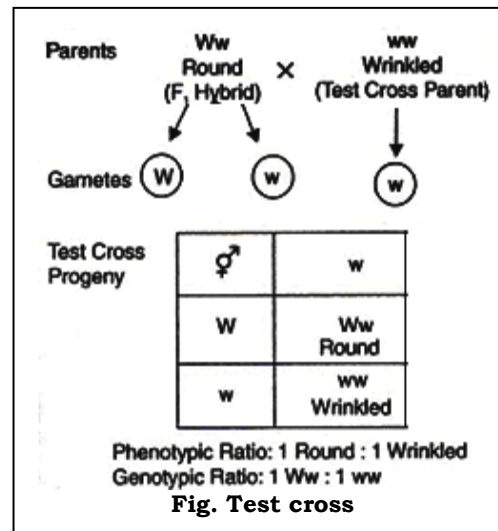 Parents
Ww × ww
Round Wrinkled
(F1 Hybrid) (Test Cross Parent)
Gametes W w w
Test Cross
Progeny
⚥ w
W Ww
Round
w ww
Wrinkled
Phenotypic Ratio: 1 Round : 1 Wrinkled
Genotypic Ratio: 1 Ww : 1 ww
Fig. Test cross